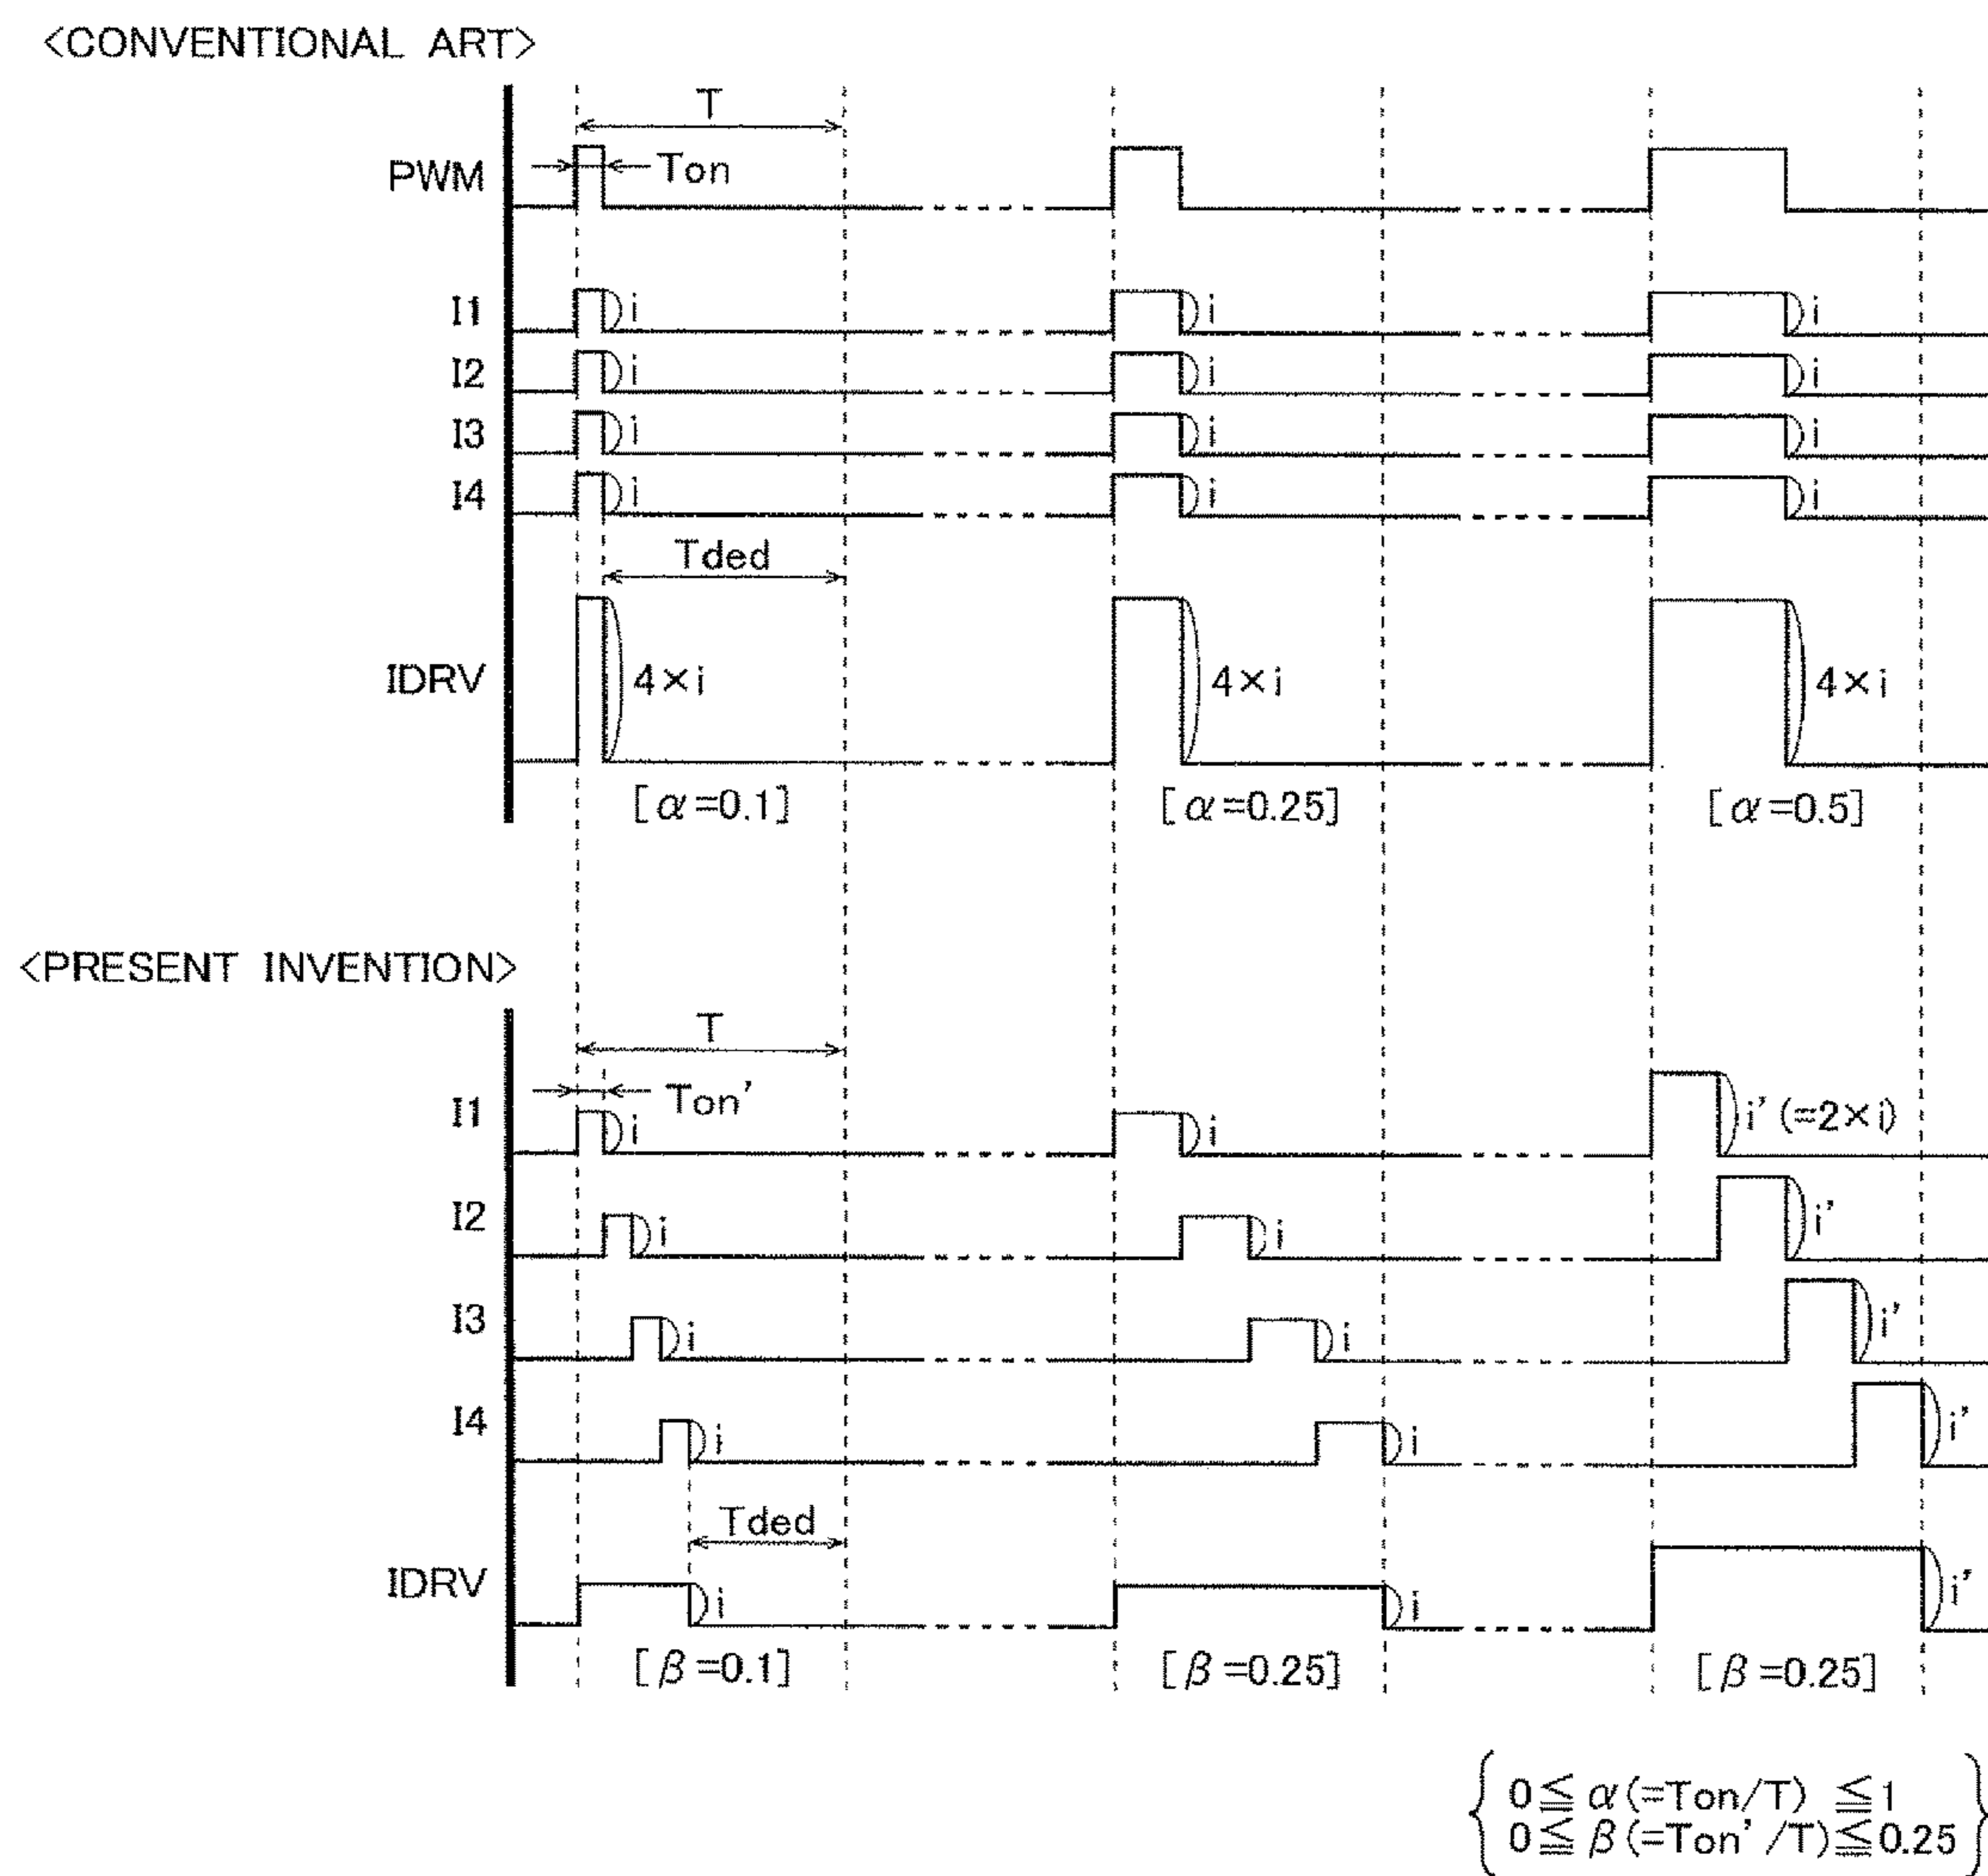 <CONVENTIONAL ART>
T
PWM
Ton
I1 i i i
I2 i i i
I3 i i i
I4 i i i
Tded
IDRV 4×i 4×i 4×i
[α=0.1] [α=0.25] [α=0.5]
<PRESENT INVENTION>
T
Ton'
I1 i i i' (=2×i)
I2 i i i'
I3 i i i'
I4 i i i'
Tded
IDRV i i i'
[β=0.1] [β=0.25] [β=0.25]
0≦α(=Ton/T) ≦1
0≦β(=Ton' /T)≦0.25